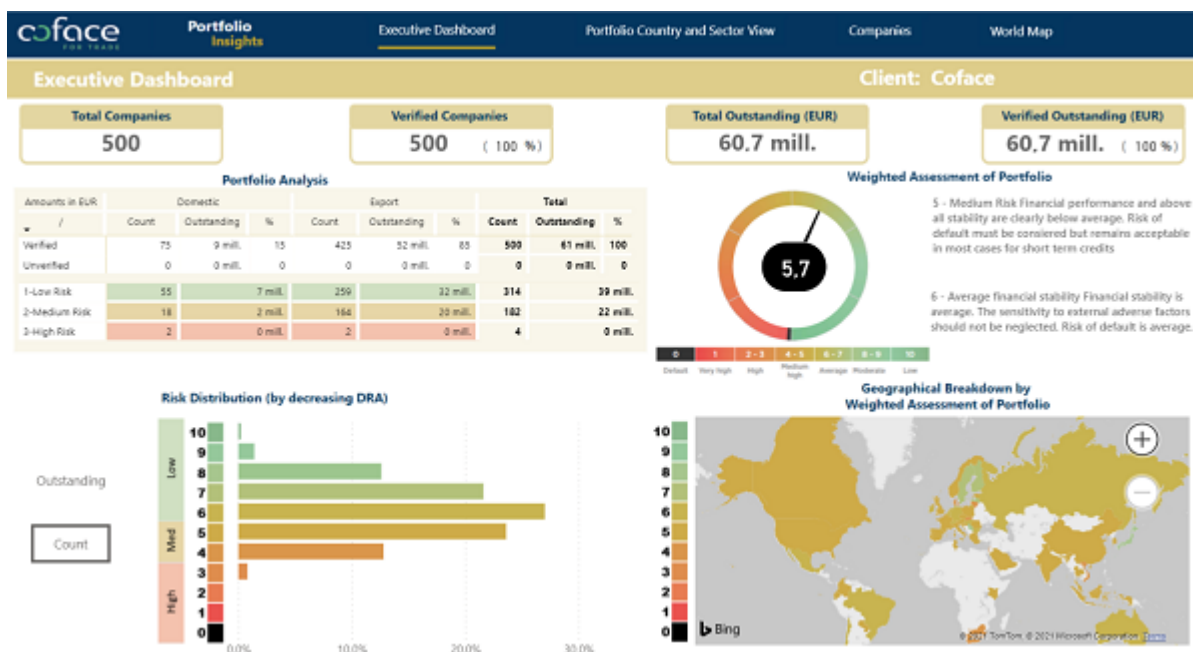 coface
FOR TRADE
Portfolio
Insights
Executive Dashboard
Portfolio Country and Sector View
Companies
World Map
Executive Dashboard
Client: Coface
Total Companies
500
Verified Companies
500 ( 100 %)
Total Outstanding (EUR)
60,7 mill.
Verified Outstanding (EUR)
60,7 mill. ( 100 %)
Portfolio Analysis
Amounts in EUR Domestic Export Total
/ Count Outstanding % Count Outstanding % Count Outstanding %
Verified 75 9 mill. 15 425 52 mill. 85 500 61 mill. 100
Unverified 0 0 mill. 0 0 0 mill. 0 0 0 mill. 0
1-Low Risk 55 7 mill. 259 32 mill. 314 39 mill.
2-Medium Risk 18 2 mill. 164 20 mill. 182 22 mill.
3-High Risk 2 0 mill. 2 0 mill. 4 0 mill.
Weighted Assessment of Portfolio
5,7
5 - Medium Risk Financial performance and above
all stability are clearly below average. Risk of
default must be consiered but remains acceptable
in most cases for short term credits
6 - Average financial stability Financial stability is
average. The sensitivity to external adverse factors
should not be neglected. Risk of default is average.
0 1 2 - 3 4 - 5 6 - 7 8 - 9 10
Default Very high High Medium high Average Moderate Low
Risk Distribution (by decreasing DRA)
Outstanding
Count
Low
Med
High
10
9
8
7
6
5
4
3
2
1
0
0.0% 10.0% 20.0% 30.0%
Geographical Breakdown by
Weighted Assessment of Portfolio
10
9
8
7
6
5
4
3
2
1
0
Bing
© 2021 TomTom, © 2021 Microsoft Corporation Terms